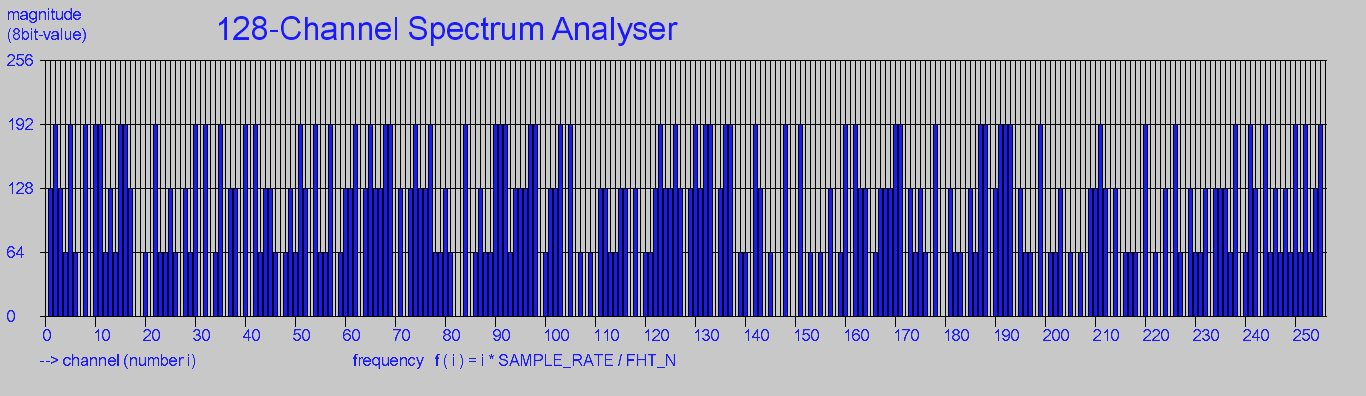 magnitude
(8bit-value)
128-Channel Spectrum Analyser
256
192
128
64
0
0 10 20 30 40 50 60 70 80 90 100 110 120 130 140 150 160 170 180 190 200 210 220 230 240 250
--> channel (number i) frequency f ( i ) = i * SAMPLE_RATE / FHT_N